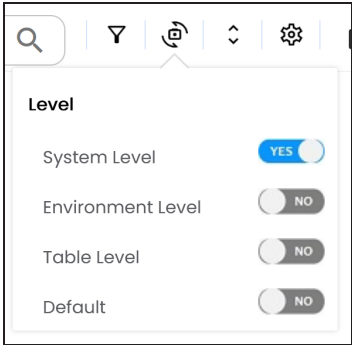 Level
System Level YES
Environment Level NO
Table Level NO
Default NO